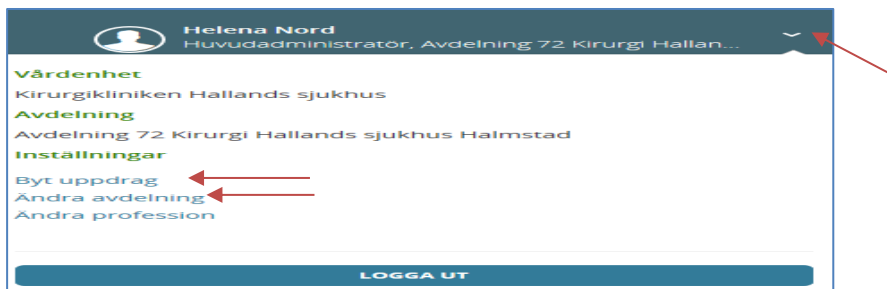 Helena Nord
Huvudadministratör, Avdelning 72 Kirurgi Hallan...
Vårdenhet
Kirurgikliniken Hallands sjukhus
Avdelning
Avdelning 72 Kirurgi Hallands sjukhus Halmstad
Inställningar
Byt uppdrag
Ändra avdelning
Ändra profession
LOGGA UT